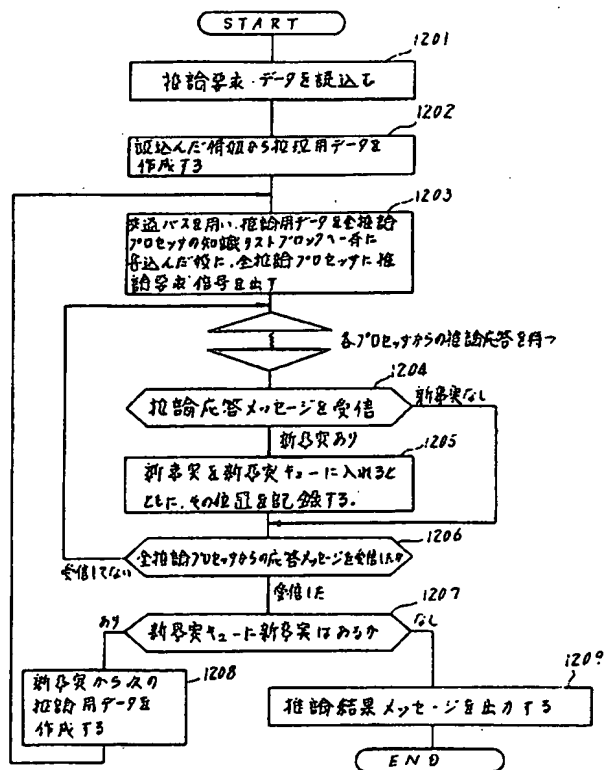 START
1201
推論要求・データを読込む
1202
読込んだ情報から推論用データを
作成する
1203
共通バスを用い、推論用データを全推論
プロセッサの知識リストブロックへ一斉に
書込んだ後に、全推論プロセッサに推
論要求信号を出す
各プロセッサからの推論応答を待つ
1204
推論応答メッセージを受信
新事実なし
新事実あり
1205
新事実を新事実キューに入れると
ともに、その位置を記録する。
1206
全推論プロセッサからの応答メッセージを受信したか
受信してない
受信した
1207
あり
新事実キューに新事実はあるか
なし
1208
新事実から次の
推論用データを
作成する
1209
推論結果メッセージを出力する
END